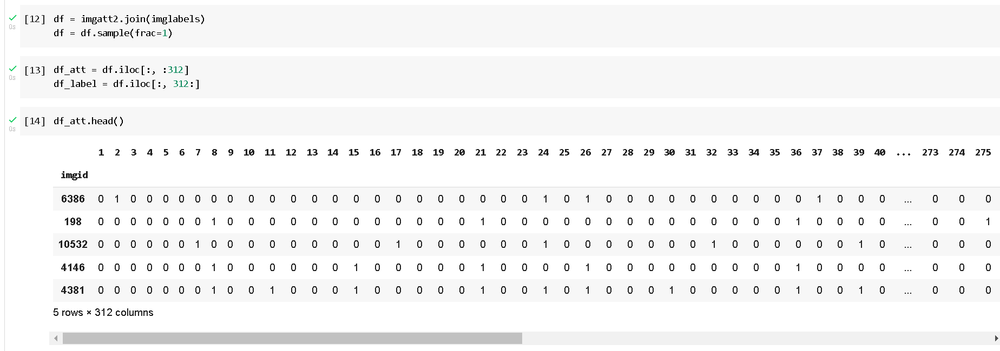 [12] df = imgatt2.join(imglabels)
df = df.sample(frac=1)
0s
[13] df_att = df.iloc[:, :312]
df_label = df.iloc[:, 312:]
0s
[14] df_att.head()
0s
1 2 3 4 5 6 7 8 9 10 11 12 13 14 15 16 17 18 19 20 21 22 23 24 25 26 27 28 29 30 31 32 33 34 35 36 37 38 39 40 ... 273 274 275
imgid
6386 0 1 0 0 0 0 0 0 0 0 0 0 0 0 0 0 0 0 0 0 0 0 0 1 0 1 0 0 0 0 0 0 0 0 0 0 1 0 0 0 ... 0 0 0
198 0 0 0 0 0 0 0 1 0 0 0 0 0 0 0 0 0 0 0 0 1 0 0 0 0 0 0 0 0 0 0 0 0 0 0 1 0 0 0 0 ... 0 0 1
10532 0 0 0 0 0 0 1 0 0 0 0 0 0 0 0 0 1 0 0 0 0 0 0 1 0 0 0 0 0 0 0 1 0 0 0 0 0 0 1 0 ... 0 0 0
4146 0 0 0 0 0 0 0 1 0 0 0 0 0 0 1 0 0 0 0 0 1 0 0 0 0 1 0 0 0 0 0 0 0 0 0 1 0 0 0 0 ... 0 0 0
4381 0 0 0 0 0 0 0 1 0 0 1 0 0 0 1 0 0 0 0 0 1 0 0 1 0 1 0 0 0 1 0 0 0 0 0 1 0 0 1 0 ... 0 0 0
5 rows × 312 columns